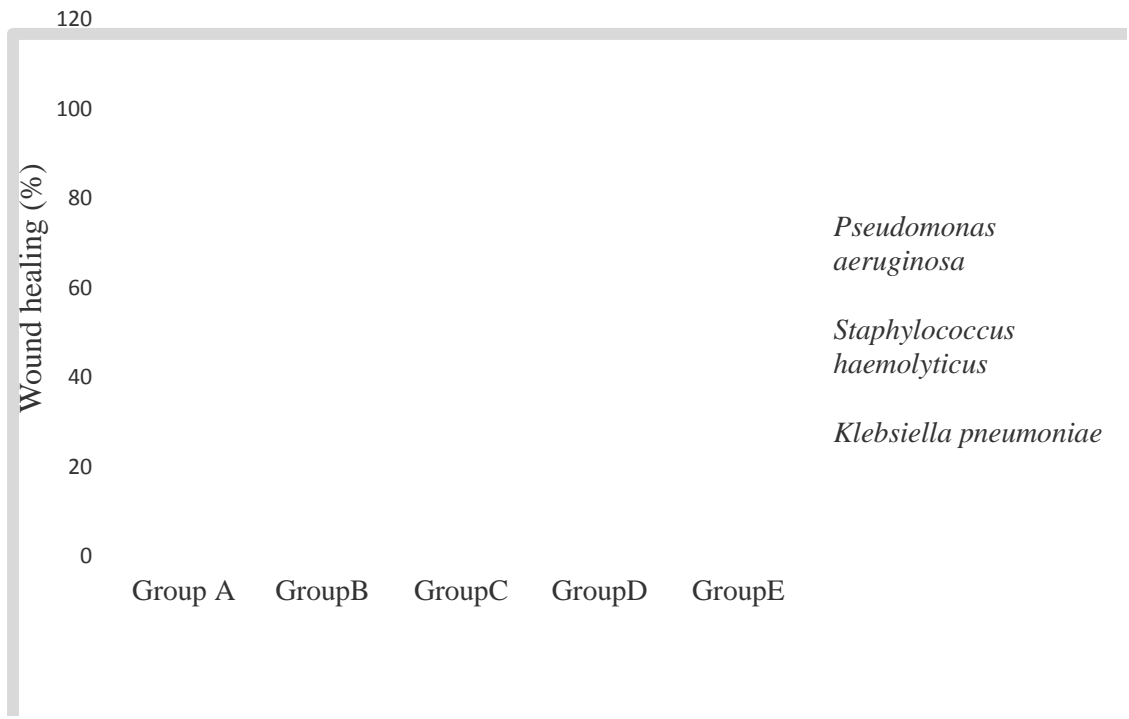 120
100
80
60
40
20
0
Wound healing (%)
Group A
GroupB
GroupC
GroupD
GroupE
Pseudomonas
aeruginosa
Staphylococcus
haemolyticus
Klebsiella pneumoniae